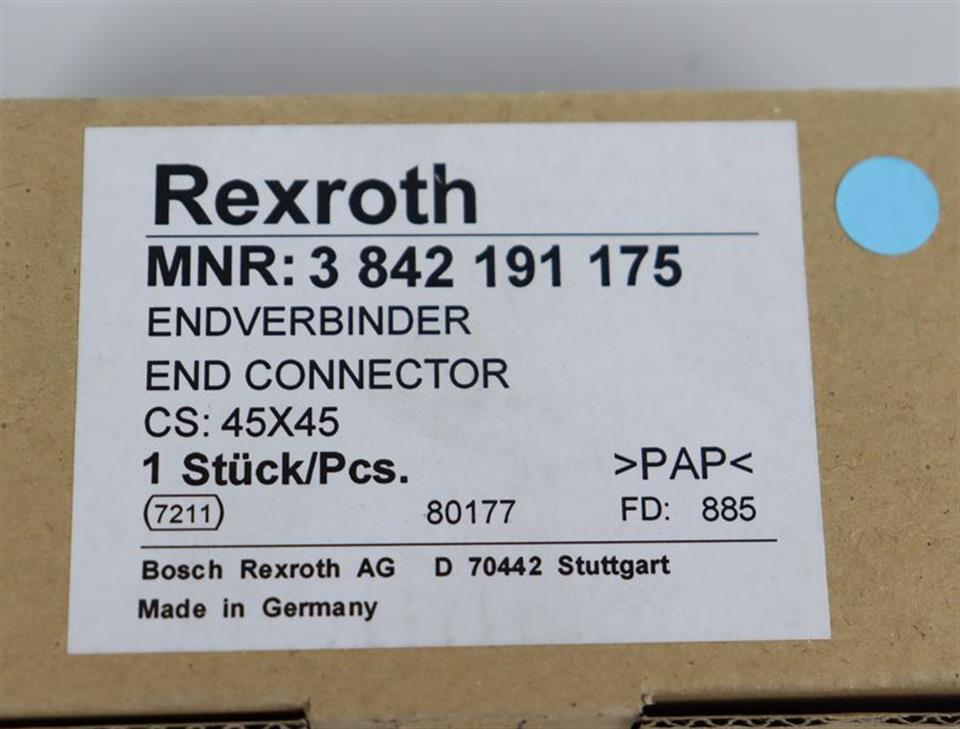 Rexroth
MNR: 3 842 191 175
ENDVERBINDER
END CONNECTOR
CS: 45X45
1 Stück/Pcs. >PAP<
7211 80177 FD: 885
Bosch Rexroth AG D 70442 Stuttgart
Made in Germany